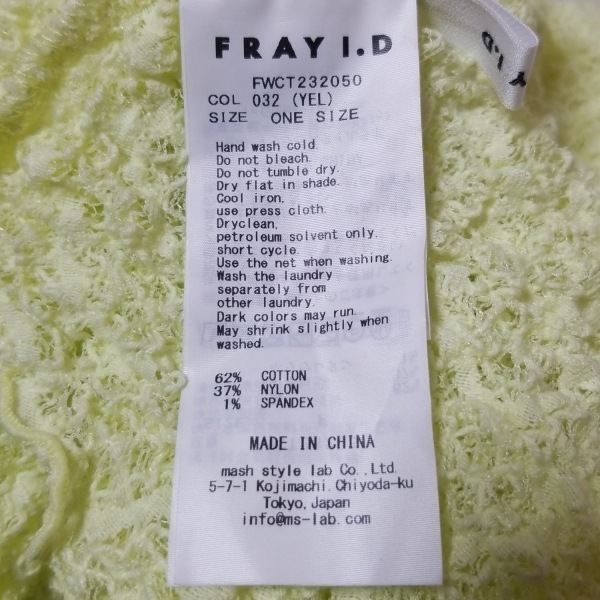 FRAY I.D
FWCT232050
COL 032 (YEL)
SIZE ONE SIZE
Hand wash cold.
Do not bleach.
Do not tumble dry.
Dry flat in shade.
Cool iron,
use press cloth.
Dryclean,
petroleum solvent only.
short cycle.
Use the net when washing.
Wash the laundry
separately from
other laundry.
Dark colors may run.
May shrink slightly when
washed.
62% COTTON
37% NYLON
1% SPANDEX
MADE IN CHINA
mash style lab Co.,Ltd.
5-7-1 Kojimachi.Chiyoda-ku
Tokyo,Japan
info@ms-lab.com
Y I.D